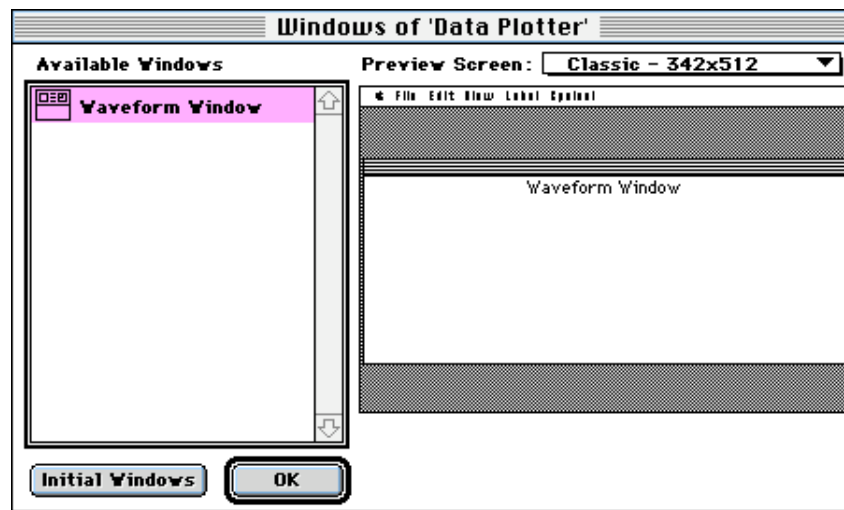 Windows of 'Data Plotter'
Available Windows
Preview Screen: Classic - 342x512
Waveform Window
File Edit View Label Special
Waveform Window
Initial Windows
OK